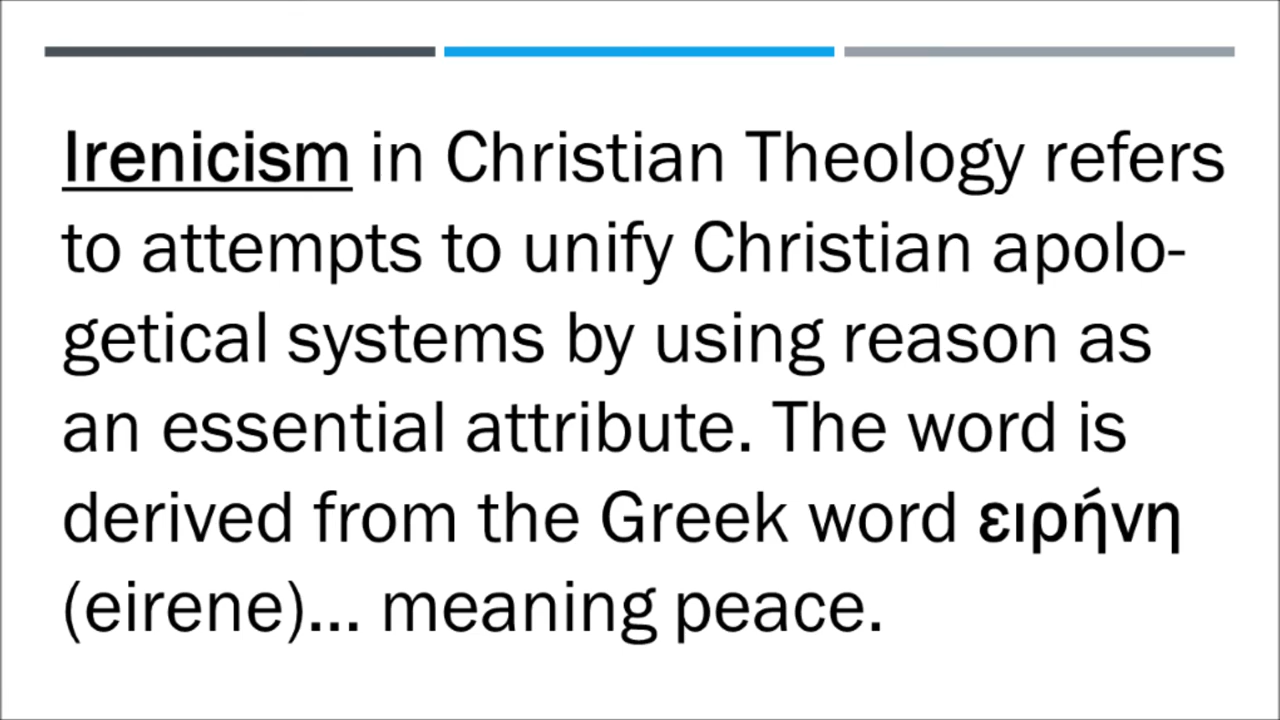 Irenicism in Christian Theology refers
to attempts to unify Christian apolo-
getical systems by using reason as
an essential attribute. The word is
derived from the Greek word ειρήνη
(eirene)... meaning peace.